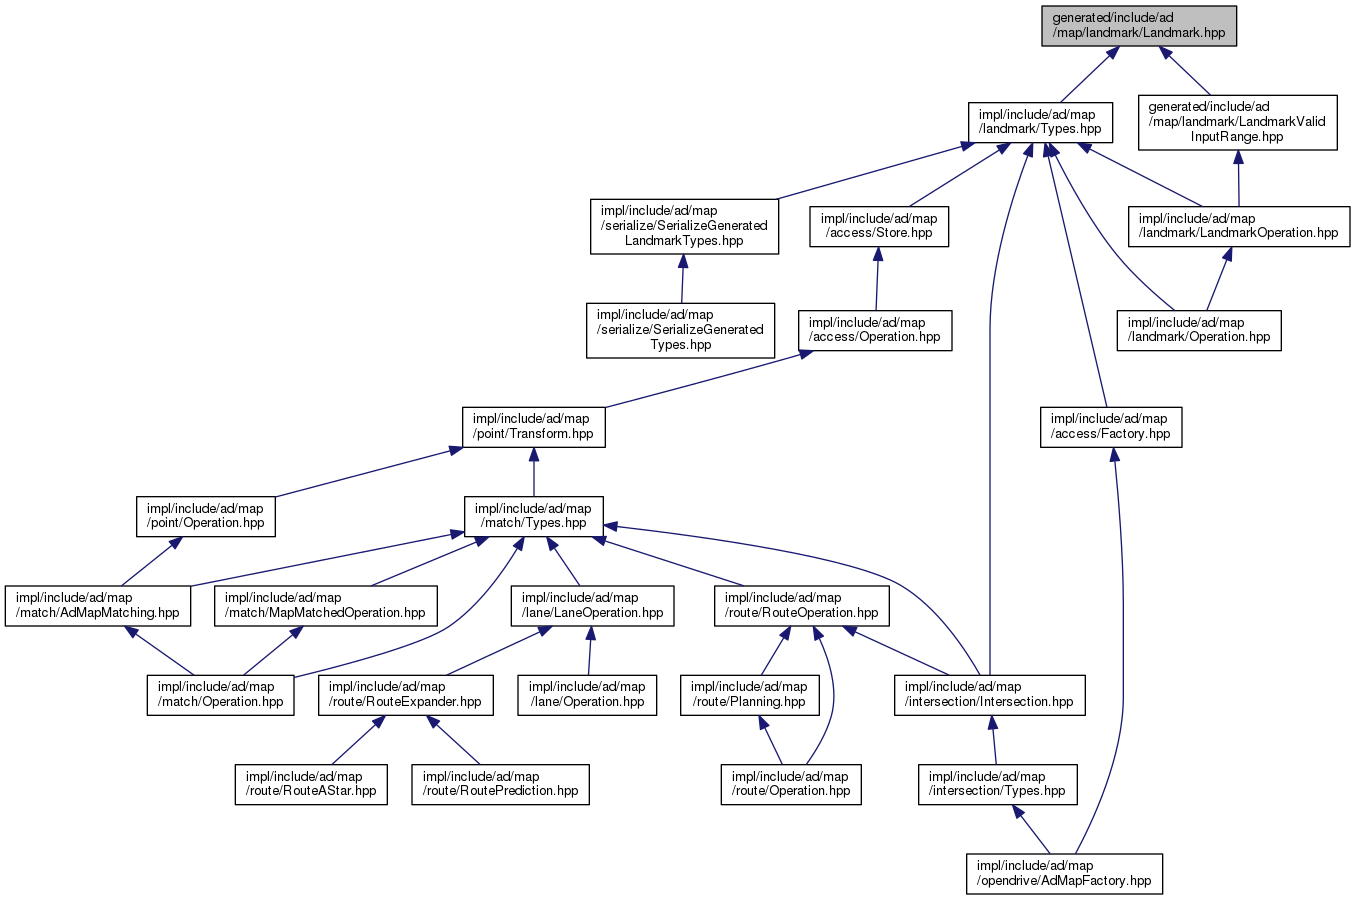 generated/include/ad
/map/landmark/Landmark.hpp
impl/include/ad/map
/landmark/Types.hpp
generated/include/ad
/map/landmark/LandmarkValid
InputRange.hpp
impl/include/ad/map
/serialize/SerializeGenerated
LandmarkTypes.hpp
impl/include/ad/map
/access/Store.hpp
impl/include/ad/map
/landmark/LandmarkOperation.hpp
impl/include/ad/map
/serialize/SerializeGenerated
Types.hpp
impl/include/ad/map
/access/Operation.hpp
impl/include/ad/map
/landmark/Operation.hpp
impl/include/ad/map
/point/Transform.hpp
impl/include/ad/map
/access/Factory.hpp
impl/include/ad/map
/point/Operation.hpp
impl/include/ad/map
/match/Types.hpp
impl/include/ad/map
/match/AdMapMatching.hpp
impl/include/ad/map
/match/MapMatchedOperation.hpp
impl/include/ad/map
/lane/LaneOperation.hpp
impl/include/ad/map
/route/RouteOperation.hpp
impl/include/ad/map
/match/Operation.hpp
impl/include/ad/map
/route/RouteExpander.hpp
impl/include/ad/map
/lane/Operation.hpp
impl/include/ad/map
/route/Planning.hpp
impl/include/ad/map
/intersection/Intersection.hpp
impl/include/ad/map
/route/RouteAStar.hpp
impl/include/ad/map
/route/RoutePrediction.hpp
impl/include/ad/map
/route/Operation.hpp
impl/include/ad/map
/intersection/Types.hpp
impl/include/ad/map
/opendrive/AdMapFactory.hpp